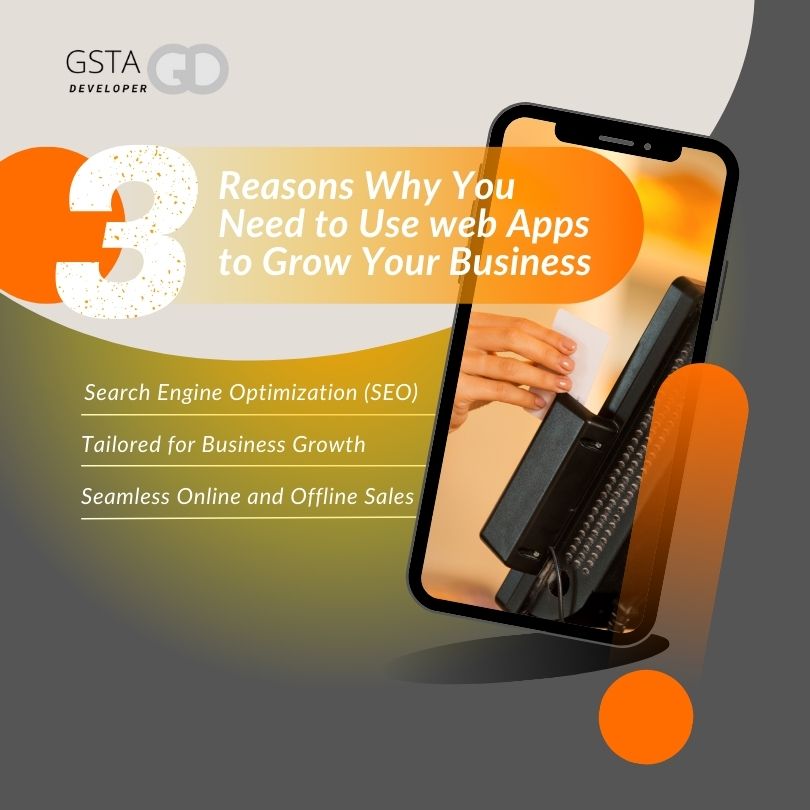 GSTA GD
DEVELOPER
3
Reasons Why You
Need to Use web Apps
to Grow Your Business
Search Engine Optimization (SEO)
Tailored for Business Growth
Seamless Online and Offline Sales